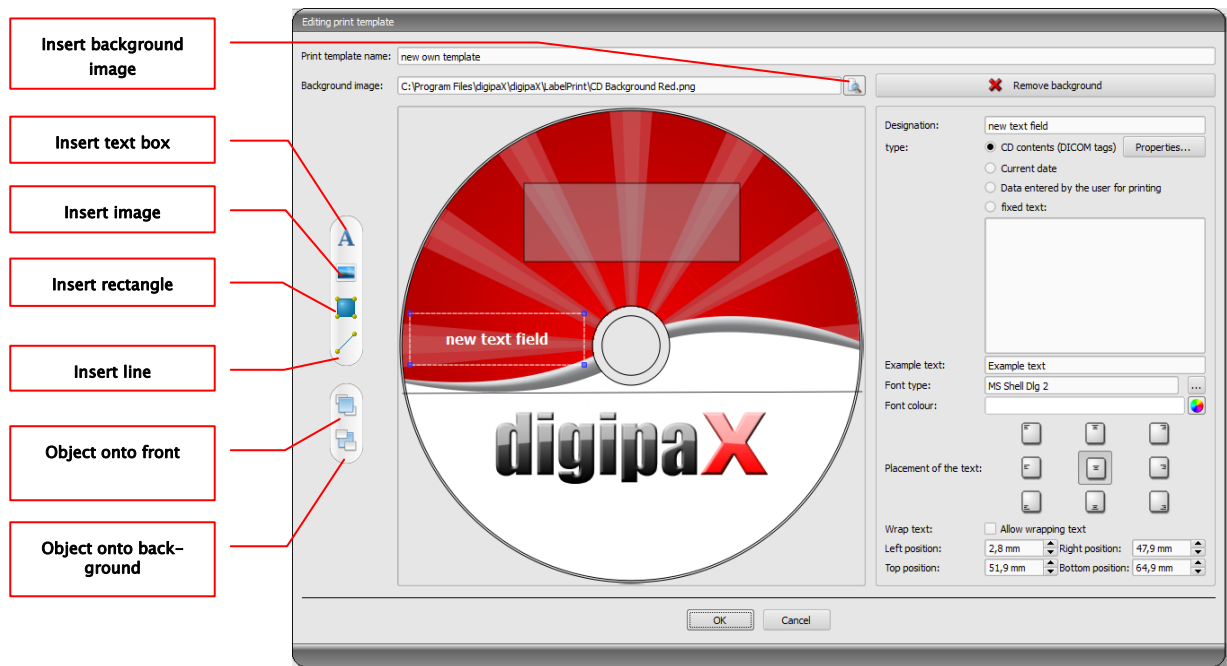 Insert background
image
Insert text box
Insert image
Insert rectangle
Insert line
Object onto front
Object onto back-
ground
Editing print template
Print template name: new own template
Background image: C:\Program Files\digipaX\digipaX\LabelPrint\CD Background Red.png
Remove background
A
new text field
digipaX
Designation: new text field
type: CD contents (DICOM tags) Properties...
Current date
Data entered by the user for printing
fixed text:
Example text: Example text
Font type: MS Shell Dlg 2 ...
Font colour:
Placement of the text:
Wrap text: Allow wrapping text
Left position: 2,8 mm Right position: 47,9 mm
Top position: 51,9 mm Bottom position: 64,9 mm
OK Cancel